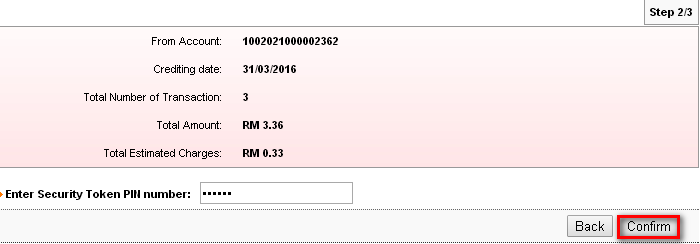 Step 2/3
From Account: 1002021000002362
Crediting date: 31/03/2016
Total Number of Transaction: 3
Total Amount: RM 3.36
Total Estimated Charges: RM 0.33
Enter Security Token PIN number: ••••••
Back Confirm